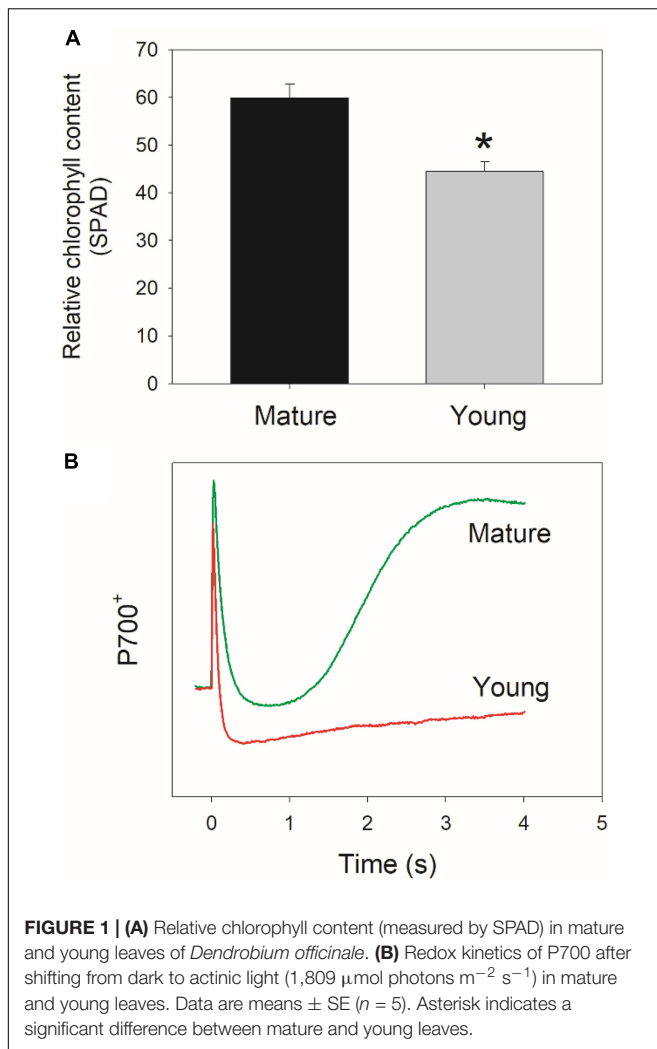 A
Relative chlorophyll content
(SPAD)
70
60
50
40
30
20
10
0
*
Mature
Young
B
P700⁺
Mature
Young
0
1
2
3
4
5
Time (s)
FIGURE 1 | (A) Relative chlorophyll content (measured by SPAD) in mature
and young leaves of Dendrobium officinale. (B) Redox kinetics of P700 after
shifting from dark to actinic light (1,809 μmol photons m⁻² s⁻¹) in mature
and young leaves. Data are means ± SE (n = 5). Asterisk indicates a
significant difference between mature and young leaves.